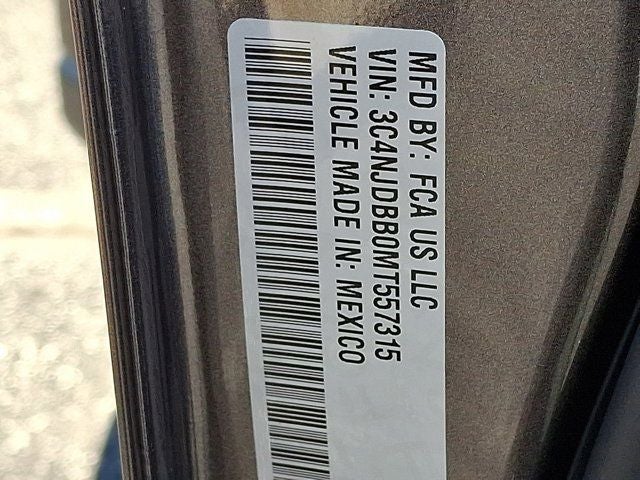 MFD BY: FCA US LLC
VIN: 3C4NJDBB0MT557315
VEHICLE MADE IN: MEXICO